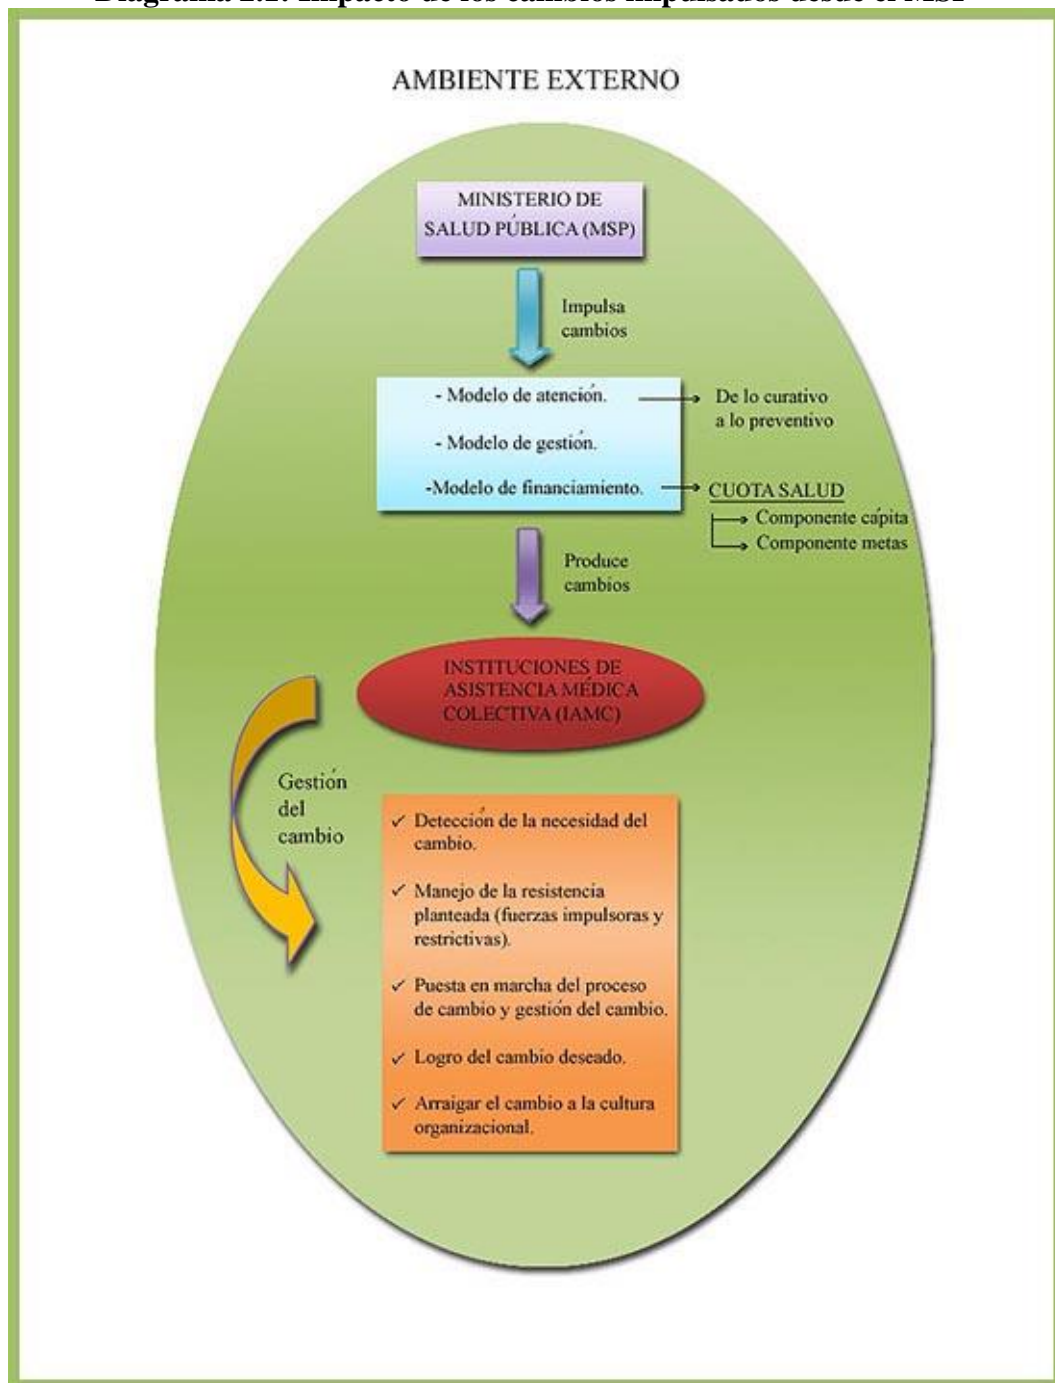 Diagrama 2.1: Impacto de los cambios impulsados desde el MSP
AMBIENTE EXTERNO
MINISTERIO DE
SALUD PÚBLICA (MSP)
Impulsa
cambios
- Modelo de atención.
De lo curativo
a lo preventivo
- Modelo de gestión.
-Modelo de financiamiento.
CUOTA SALUD
Componente cápita
Componente metas
Produce
cambios
INSTITUCIONES DE
ASISTENCIA MÉDICA
COLECTIVA (IAMC)
Gestión
del
cambio
✓ Detección de la necesidad del
cambio.
✓ Manejo de la resistencia
planteada (fuerzas impulsoras y
restrictivas).
✓ Puesta en marcha del proceso
de cambio y gestión del cambio.
✓ Logro del cambio deseado.
✓ Arraigar el cambio a la cultura
organizacional.